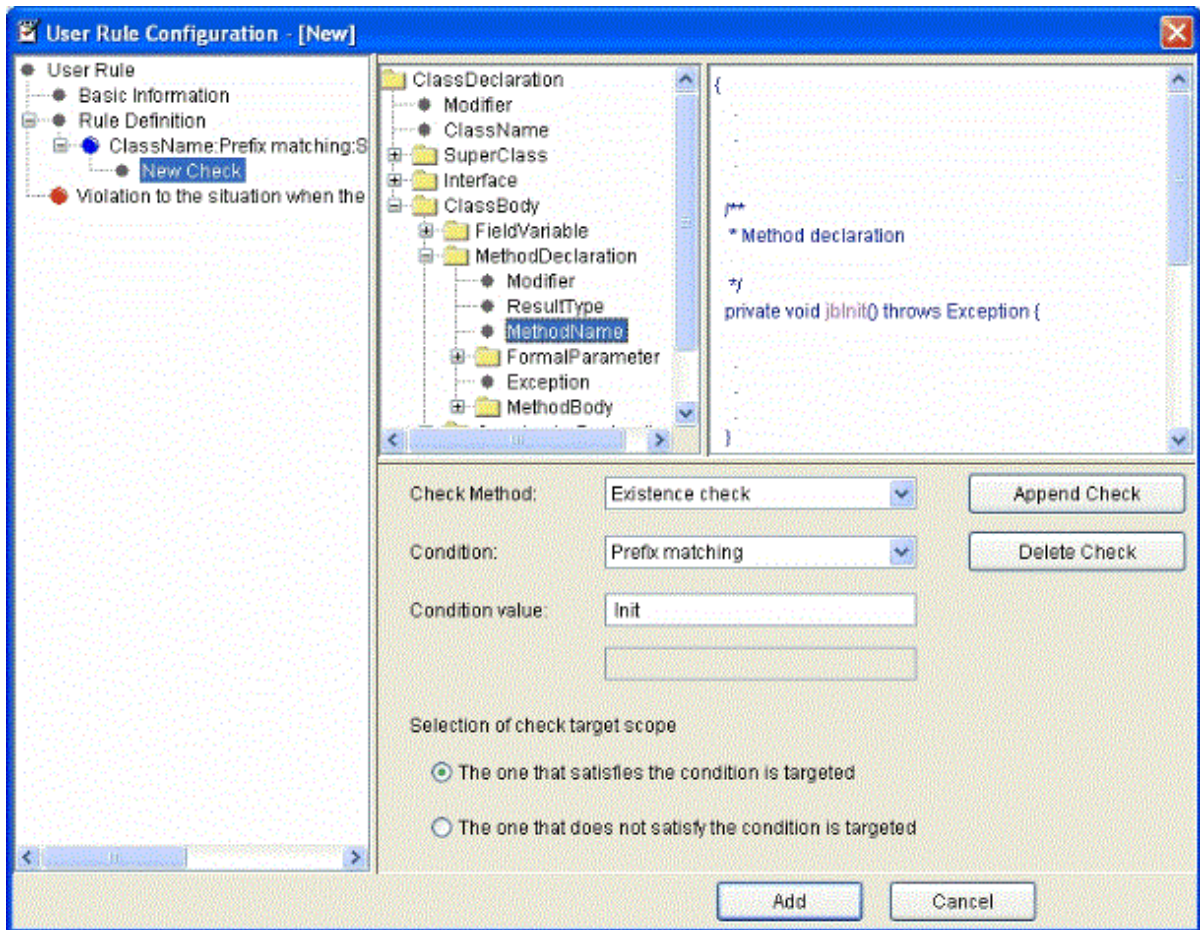 User Rule Configuration - [New]
User Rule
Basic Information
Rule Definition
ClassName:Prefix matching:S
New Check
Violation to the situation when the
ClassDeclaration
Modifier
ClassName
SuperClass
Interface
ClassBody
FieldVariable
MethodDeclaration
Modifier
ResultType
MethodName
FormalParameter
Exception
MethodBody
{
.
.
.
/**
* Method declaration
*/
private void jbInit() throws Exception {
.
.
.
}
Check Method:
Existence check
Append Check
Condition:
Prefix matching
Delete Check
Condition value:
Init
Selection of check target scope
The one that satisfies the condition is targeted
The one that does not satisfy the condition is targeted
Add
Cancel